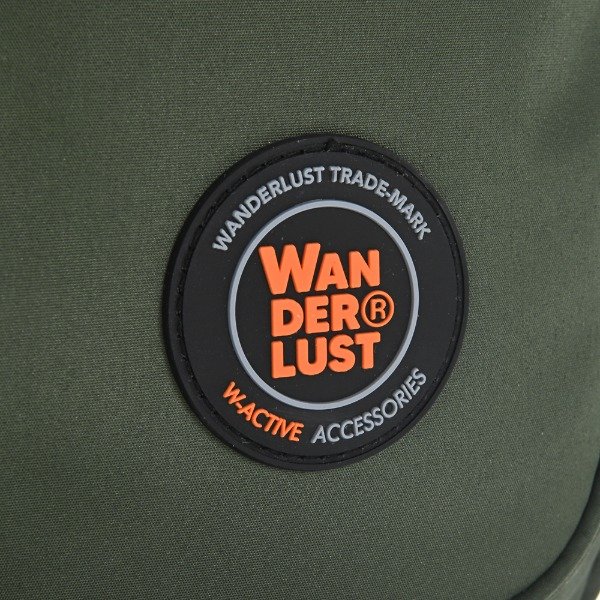 WANDERLUST TRADE-MARK
WAN
DER®
LUST
W-ACTIVE ACCESSORIES